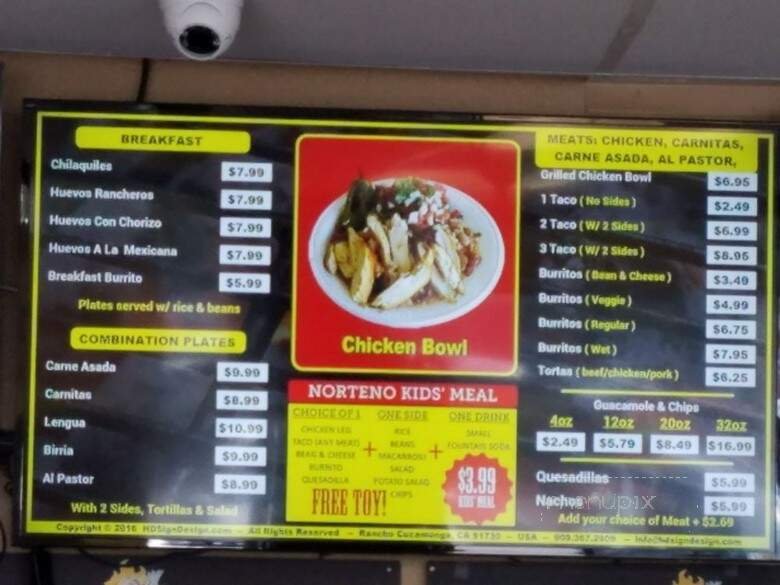 BREAKFAST
Chilaquiles $7.99
Huevos Rancheros $7.99
Huevos Con Chorizo $7.99
Huevos A La Mexicana $7.99
Breakfast Burrito $5.99
Plates served w/ rice & beans
COMBINATION PLATES
Carne Asada $9.99
Carnitas $8.99
Lengua $10.99
Birria $9.99
Al Pastor $8.99
With 2 Sides, Tortillas & Salad
Chicken Bowl
NORTENO KIDS' MEAL
CHOICE OF 1
CHICKEN LEG
TACO (ANY MEAT)
BEAN & CHEESE
BURRITO
QUESADILLA
+
ONE SIDE
RICE
BEANS
MACARRONI
SALAD
POTATO SALAD
CHIPS
+
ONE DRINK
SMALL
FOUNTAIN SODA
FREE TOY!
$3.99
KIDS MEAL
MEATS: CHICKEN, CARNITAS,
CARNE ASADA, AL PASTOR,
Grilled Chicken Bowl $6.95
1 Taco ( No Sides ) $2.49
2 Taco ( W/ 2 Sides ) $6.99
3 Taco ( W/ 2 Sides ) $8.95
Burritos ( Bean & Cheese ) $3.49
Burritos ( Veggie ) $4.99
Burritos ( Regular ) $6.75
Burritos ( Wet ) $7.95
Tortas ( beef/chicken/pork ) $6.25
Guacamole & Chips
4oz 12oz 20oz 32oz
$2.49 $5.79 $8.49 $16.99
Quesadillas $5.99
Nachos $5.99
menupix
Add your choice of Meat + $2.69
Copyright © 2016 HDSignDesign.com – All Rights Reserved – Rancho Cucamonga, CA 91730 – USA – 909.367.2809 – info@hdsigndesign.com